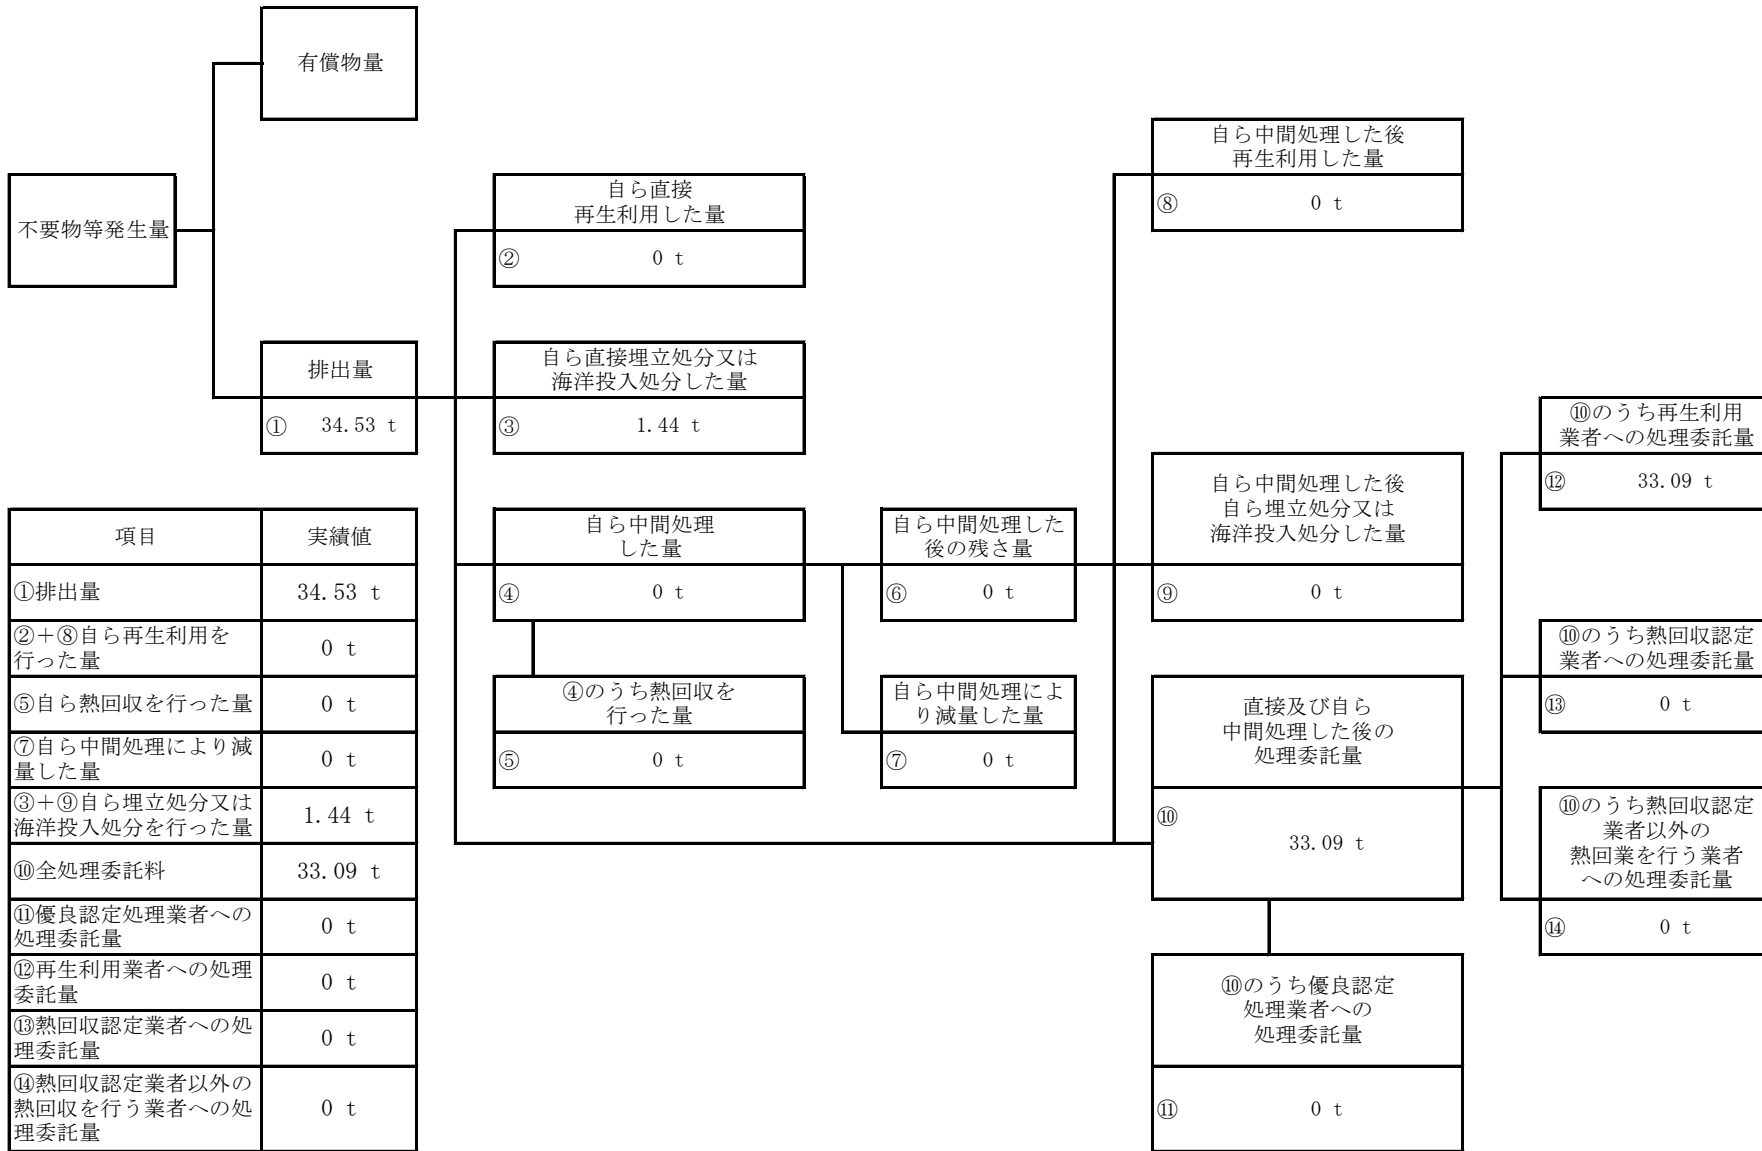 有償物量
不要物等発生量
排出量
① 34.53 t
自ら直接
再生利用した量
② 0 t
自ら直接埋立処分又は
海洋投入処分した量
③ 1.44 t
自ら中間処理
した量
④ 0 t
④のうち熱回収を
行った量
⑤ 0 t
自ら中間処理した
後の残さ量
⑥ 0 t
自ら中間処理によ
り減量した量
⑦ 0 t
自ら中間処理した後
再生利用した量
⑧ 0 t
自ら中間処理した後
自ら埋立処分又は
海洋投入処分した量
⑨ 0 t
直接及び自ら
中間処理した後の
処理委託量
⑩
33.09 t
⑩のうち優良認定
処理業者への
処理委託量
⑪ 0 t
⑩のうち再生利用
業者への処理委託量
⑫ 33.09 t
⑩のうち熱回収認定
業者への処理委託量
⑬ 0 t
⑩のうち熱回収認定
業者以外の
熱回業を行う業者
への処理委託量
⑭ 0 t
項目 実績値
①排出量 34.53 t
②+⑧自ら再生利用を
行った量 0 t
⑤自ら熱回収を行った量 0 t
⑦自ら中間処理により減
量した量 0 t
③+⑨自ら埋立処分又は
海洋投入処分を行った量 1.44 t
⑩全処理委託料 33.09 t
⑪優良認定処理業者への
処理委託量 0 t
⑫再生利用業者への処理
委託量 0 t
⑬熱回収認定業者への処
理委託量 0 t
⑭熱回収認定業者以外の
熱回収を行う業者への処
理委託量 0 t